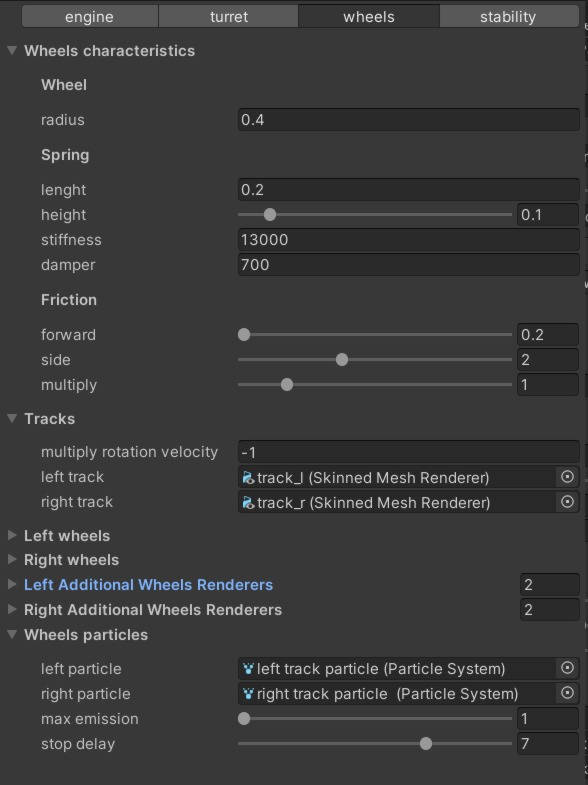 engine turret wheels stability
Wheels characteristics
Wheel
radius 0.4
Spring
lenght 0.2
height 0.1
stiffness 13000
damper 700
Friction
forward 0.2
side 2
multiply 1
Tracks
multiply rotation velocity -1
left track track_l (Skinned Mesh Renderer)
right track track_r (Skinned Mesh Renderer)
Left wheels
Right wheels
Left Additional Wheels Renderers 2
Right Additional Wheels Renderers 2
Wheels particles
left particle left track particle (Particle System)
right particle right track particle (Particle System)
max emission 1
stop delay 7